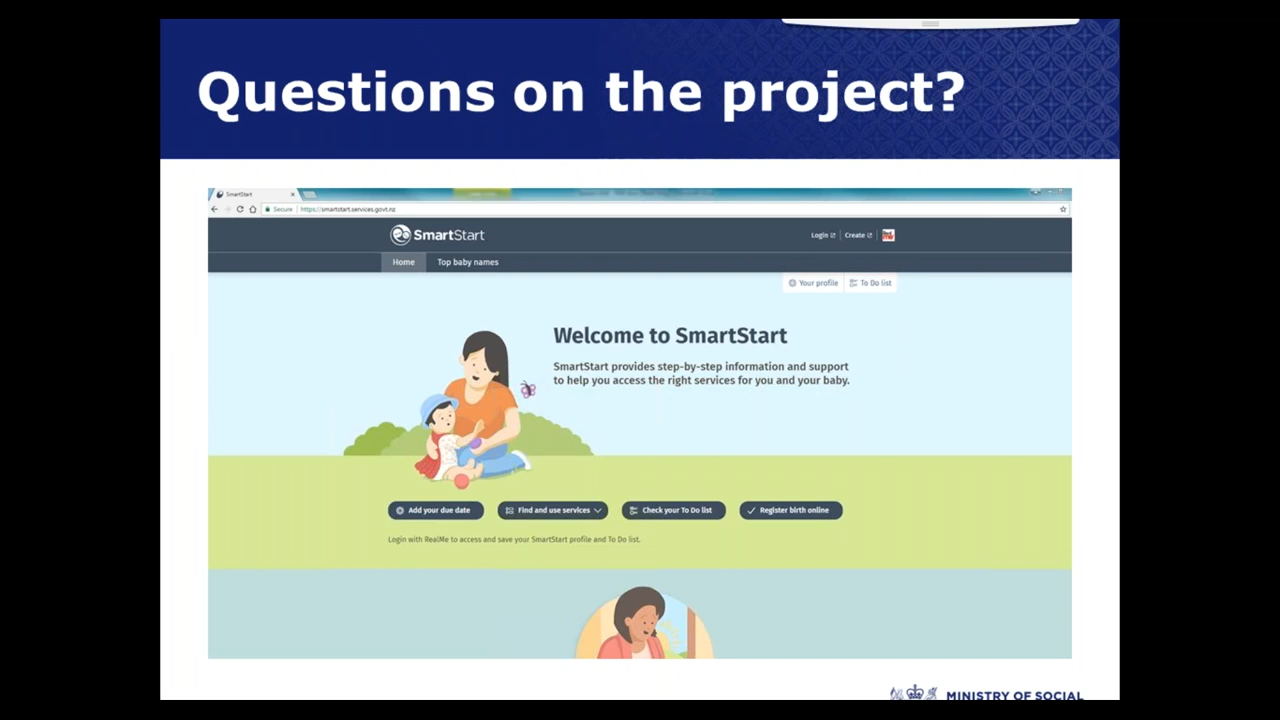 Questions on the project?
SmartStart
Secure https://smartstart.services.govt.nz
SmartStart
Login Create
Home Top baby names
Your profile To Do list
Welcome to SmartStart
SmartStart provides step-by-step information and support
to help you access the right services for you and your baby.
Add your due date Find and use services Check your To Do list Register birth online
Login with RealMe to access and save your SmartStart profile and To Do list.
MINISTRY OF SOCIAL